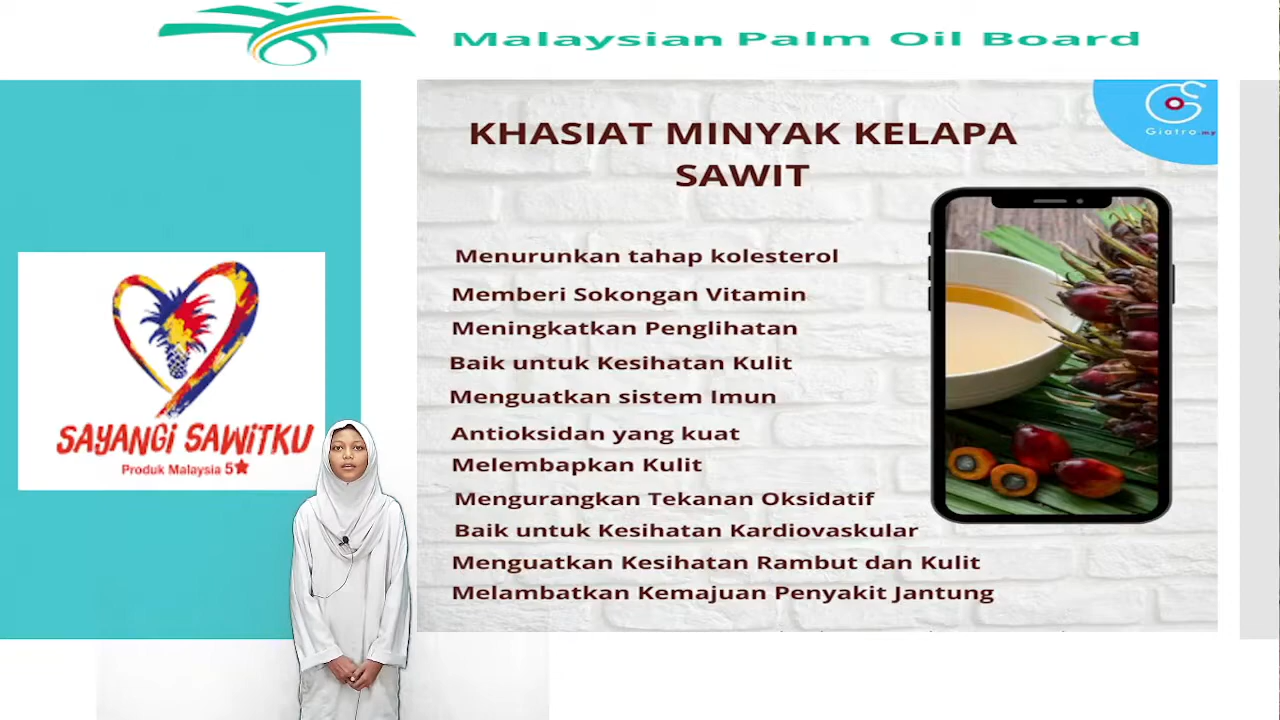 Malaysian Palm Oil Board
Giatro.my
KHASIAT MINYAK KELAPA
SAWIT
Menurunkan tahap kolesterol
Memberi Sokongan Vitamin
Meningkatkan Penglihatan
Baik untuk Kesihatan Kulit
Menguatkan sistem Imun
Antioksidan yang kuat
Melembapkan Kulit
Mengurangkan Tekanan Oksidatif
Baik untuk Kesihatan Kardiovaskular
Menguatkan Kesihatan Rambut dan Kulit
Melambatkan Kemajuan Penyakit Jantung
SAYANGi SAWiTKU
Produk Malaysia 5